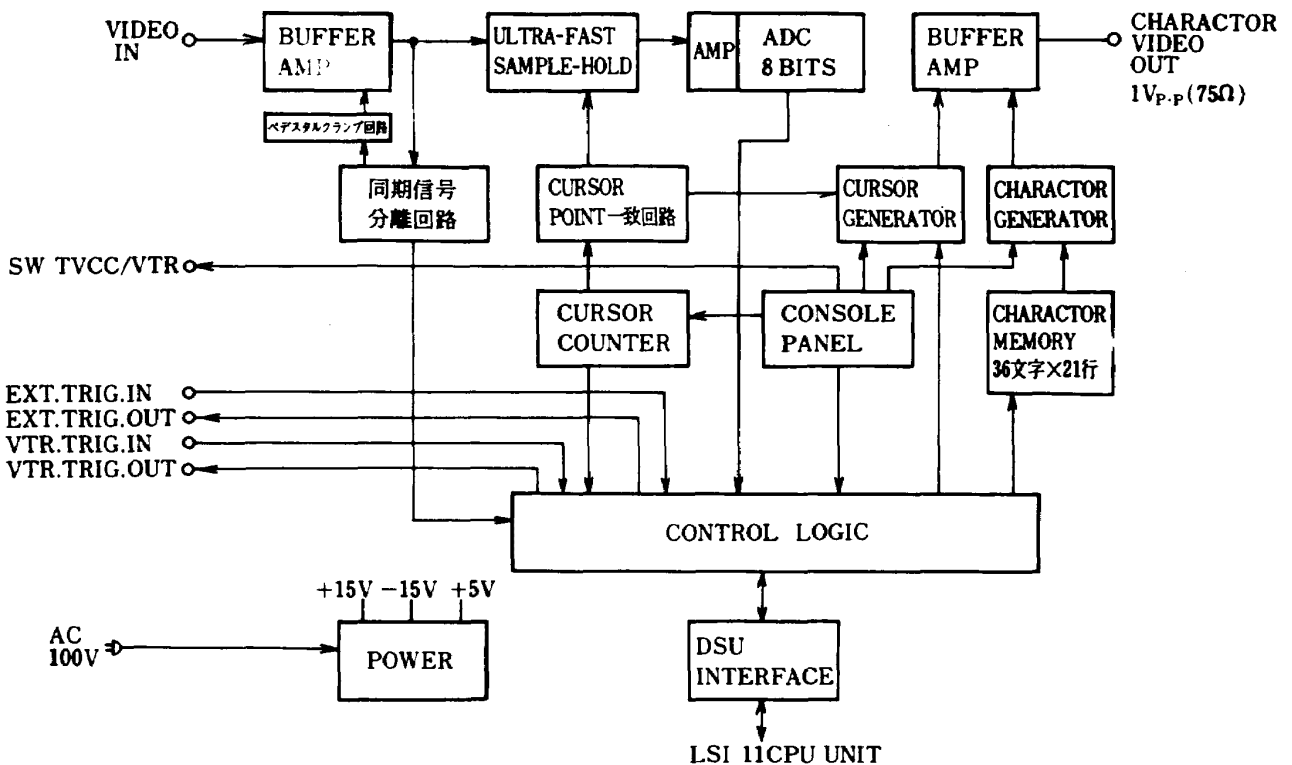 VIDEO
IN
BUFFER
AMP
ULTRA-FAST
SAMPLE-HOLD
AMP
ADC
8 BITS
BUFFER
AMP
CHARACTOR
VIDEO
OUT
1VP.P(75Ω)
ペデスタルクランプ回路
同期信号
分離回路
CURSOR
POINT一致回路
CURSOR
GENERATOR
CHARACTOR
GENERATOR
SW TVCC/VTR
CURSOR
COUNTER
CONSOLE
PANEL
CHARACTOR
MEMORY
36文字×21行
EXT.TRIG.IN
EXT.TRIG.OUT
VTR.TRIG.IN
VTR.TRIG.OUT
CONTROL LOGIC
+15V -15V +5V
AC
100V
POWER
DSU
INTERFACE
LSI 11CPU UNIT